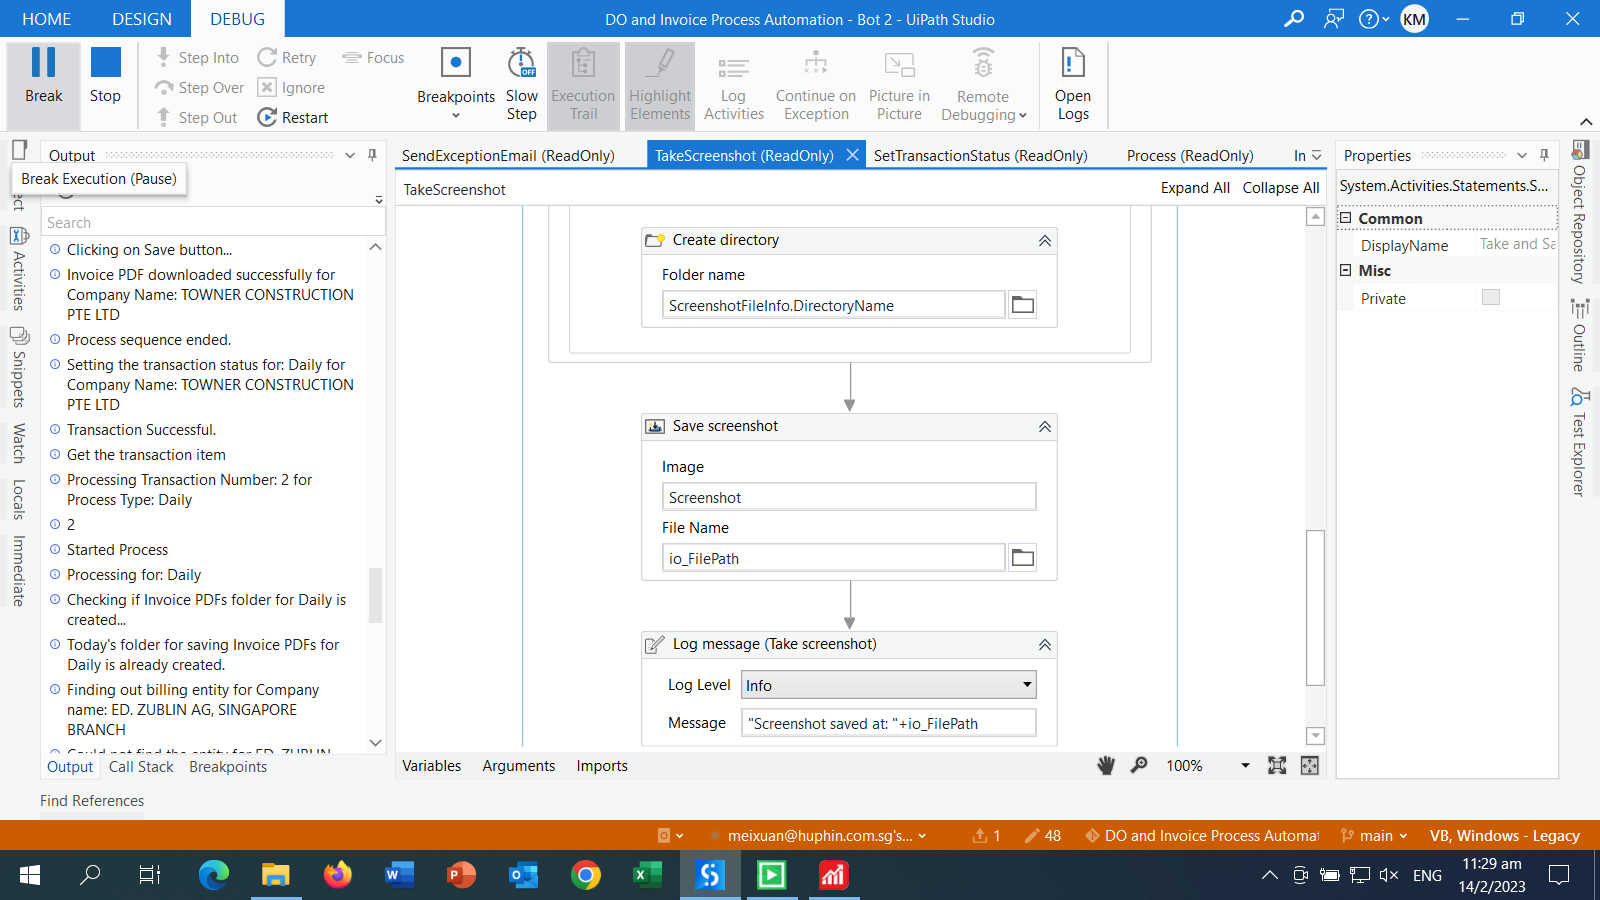 HOME DESIGN DEBUG DO and Invoice Process Automation - Bot 2 - UiPath Studio KM
Break
Stop
Step Into
Step Over
Step Out
Retry
Ignore
Restart
Focus
Breakpoints
Slow
Step
OFF
Execution
Trail
Highlight
Elements
Log
Activities
Continue on
Exception
Picture in
Picture
Remote
Debugging
Open
Logs
Output
Break Execution (Pause)
Search
Clicking on Save button...
Invoice PDF downloaded successfully for
Company Name: TOWNER CONSTRUCTION
PTE LTD
Process sequence ended.
Setting the transaction status for: Daily for
Company Name: TOWNER CONSTRUCTION
PTE LTD
Transaction Successful.
Get the transaction item
Processing Transaction Number: 2 for
Process Type: Daily
2
Started Process
Processing for: Daily
Checking if Invoice PDFs folder for Daily is
created...
Today's folder for saving Invoice PDFs for
Daily is already created.
Finding out billing entity for Company
name: ED. ZUBLIN AG, SINGAPORE
BRANCH
Could not find the entity for ED. ZUBLIN
Output Call Stack Breakpoints
Find References
Activities
Snippets
Watch
Locals
Immediate
SendExceptionEmail (ReadOnly) TakeScreenshot (ReadOnly) SetTransactionStatus (ReadOnly) Process (ReadOnly) In
TakeScreenshot Expand All Collapse All
Create directory
Folder name
ScreenshotFileInfo.DirectoryName
Save screenshot
Image
Screenshot
File Name
io_FilePath
Log message (Take screenshot)
Log Level Info
Message "Screenshot saved at: "+io_FilePath
Variables Arguments Imports 100%
Properties
System.Activities.Statements.S...
Common
DisplayName Take and Sa
Misc
Private
Object Repository
Outline
Test Explorer
meixuan@huphin.com.sg's... 1 48 DO and Invoice Process Automat main VB, Windows - Legacy
ENG
11:29 am
14/2/2023